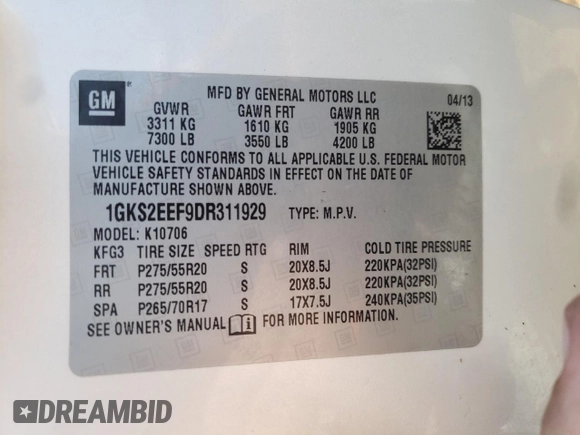 GM
MFD BY GENERAL MOTORS LLC 04/13
GVWR GAWR FRT GAWR RR
3311 KG 1610 KG 1905 KG
7300 LB 3550 LB 4200 LB
THIS VEHICLE CONFORMS TO ALL APPLICABLE U.S. FEDERAL MOTOR
VEHICLE SAFETY STANDARDS IN EFFECT ON THE DATE OF
MANUFACTURE SHOWN ABOVE.
1GKS2EEF9DR311929 TYPE: M.P.V.
MODEL: K10706
KFG3 TIRE SIZE SPEED RTG RIM COLD TIRE PRESSURE
FRT P275/55R20 S 20X8.5J 220KPA(32PSI)
RR P275/55R20 S 20X8.5J 220KPA(32PSI)
SPA P265/70R17 S 17X7.5J 240KPA(35PSI)
SEE OWNER'S MANUAL FOR MORE INFORMATION.
DREAMBID